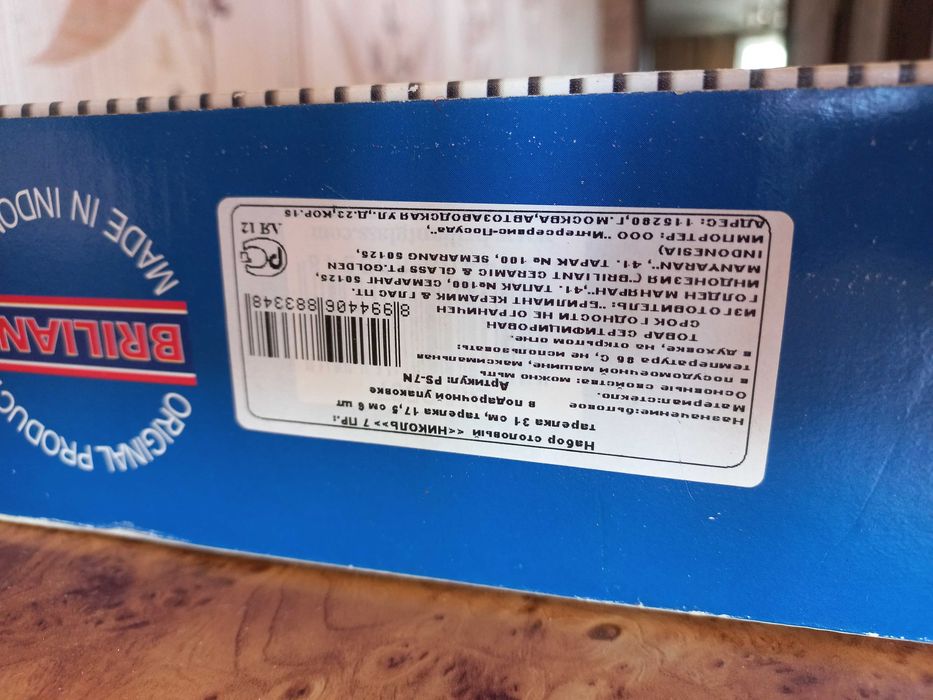 Набор столовый <<НИКОЛЬ>> 7 ПР.:
тарелка 31 см, тарелка 17,5 см 6 шт
в подарочной упаковке
Артикул: PS-7N
Назначение:бытовое
Материал:стекло.
Основные свойства: можно мыть
в посудомоечной машине, максимальная
температура 95 С, не использовать:
в духовке, на открытом огне.
ТОВАР СЕРТИФИЦИРОВАН
СРОК ГОДНОСТИ НЕ ОГРАНИЧЕН
ИЗГОТОВИТЕЛЬ: "БРИЛИАНТ КЕРАМИК & ГЛАС ПТ.
ГОЛДЕН МАНЯРАН",41. ТАПАК №100, СЕМАРАНГ 50125,
ИНДОНЕЗИЯ ("BRILIANT CERAMIC & GLASS PT.GOLDEN
MANYARAN", 41. TAPAK № 100, SEMARANG 50125,
INDONESIA)
ИМПОРТЕР: ООО "Интерсервис-Посуда",
АДРЕС: 115280,Г.МОСКВА,АВТОЗАВОДСКАЯ УЛ.,Д.23,КОР.15
8 994406 883348
РС
ЛЯ 12
ORIGINAL PRODUC
BRILIAN
MADE IN INDO